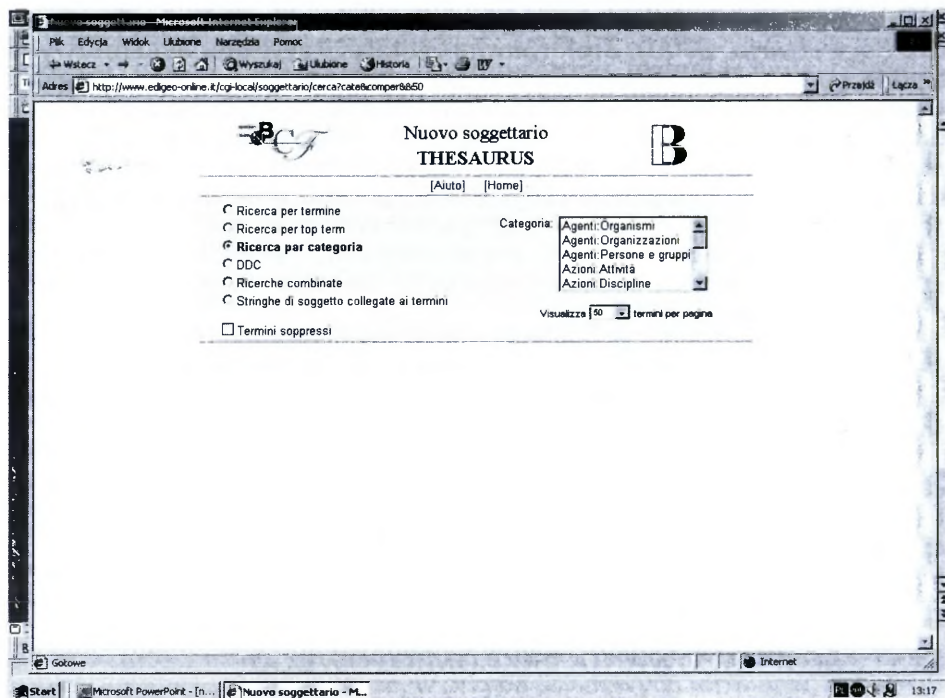 Nuovo soggettario - Microsoft Internet Explorer
Plik Edycja Widok Ulubione Narzędzia Pomoc
Wstecz Wyszukaj Ulubione Historia
Adres http://www.edigeo-online.it/cgi-local/soggettario/cerca?cate&comper&&50 Przejdź Łącza »
Nuovo soggettario
THESAURUS
[Aiuto] [Home]
Ricerca per termine
Ricerca per top term
Ricerca par categoria
DDC
Ricerche combinate
Stringhe di soggetto collegate ai termini
Termini soppressi
Categoria:
Agenti:Organismi
Agenti:Organizzazioni
Agenti:Persone e gruppi
Azioni:Attività
Azioni:Discipline
Visualizza 50 termini per pagina
Gotowe Internet
Start Microsoft PowerPoint - [n... Nuovo soggettario - M... 13:17